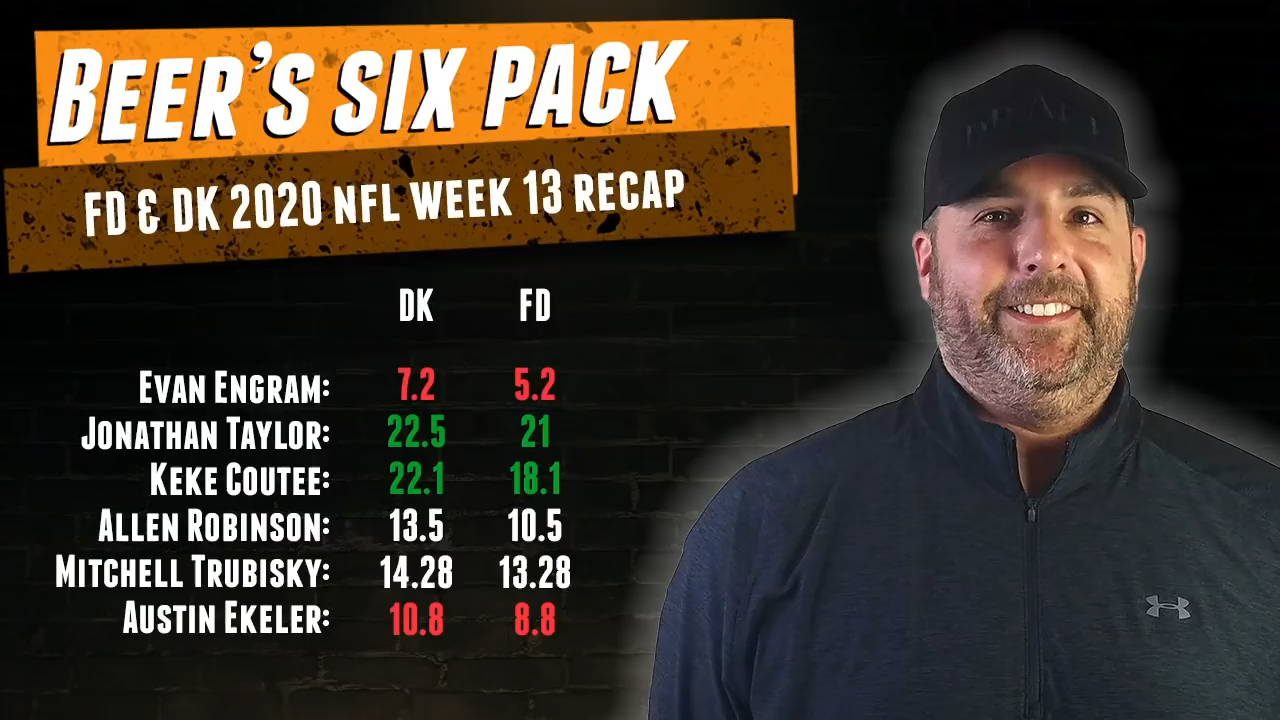 BEER'S SIX PACK
FD & DK 2020 NFL WEEK 13 RECAP
DK FD
EVAN ENGRAM: 7.2 5.2
JONATHAN TAYLOR: 22.5 21
KEKE COUTEE: 22.1 18.1
ALLEN ROBINSON: 13.5 10.5
MITCHELL TRUBISKY: 14.28 13.28
AUSTIN EKELER: 10.8 8.8